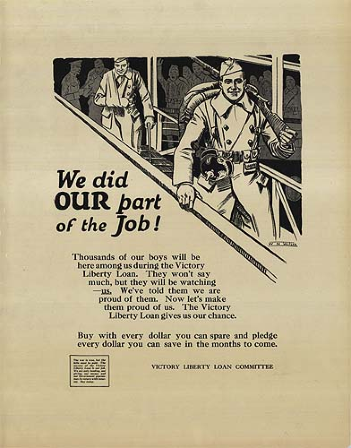 We did
OUR part
of the Job!
Thousands of our boys will be
here among us during the Victory
Liberty Loan. They won't say
much, but they will be watching
—us. We've told them we are
proud of them. Now let's make
them proud of us. The Victory
Liberty Loan gives us our chance.
Buy with every dollar you can spare and pledge
every dollar you can save in the months to come.
VICTORY LIBERTY LOAN COMMITTEE